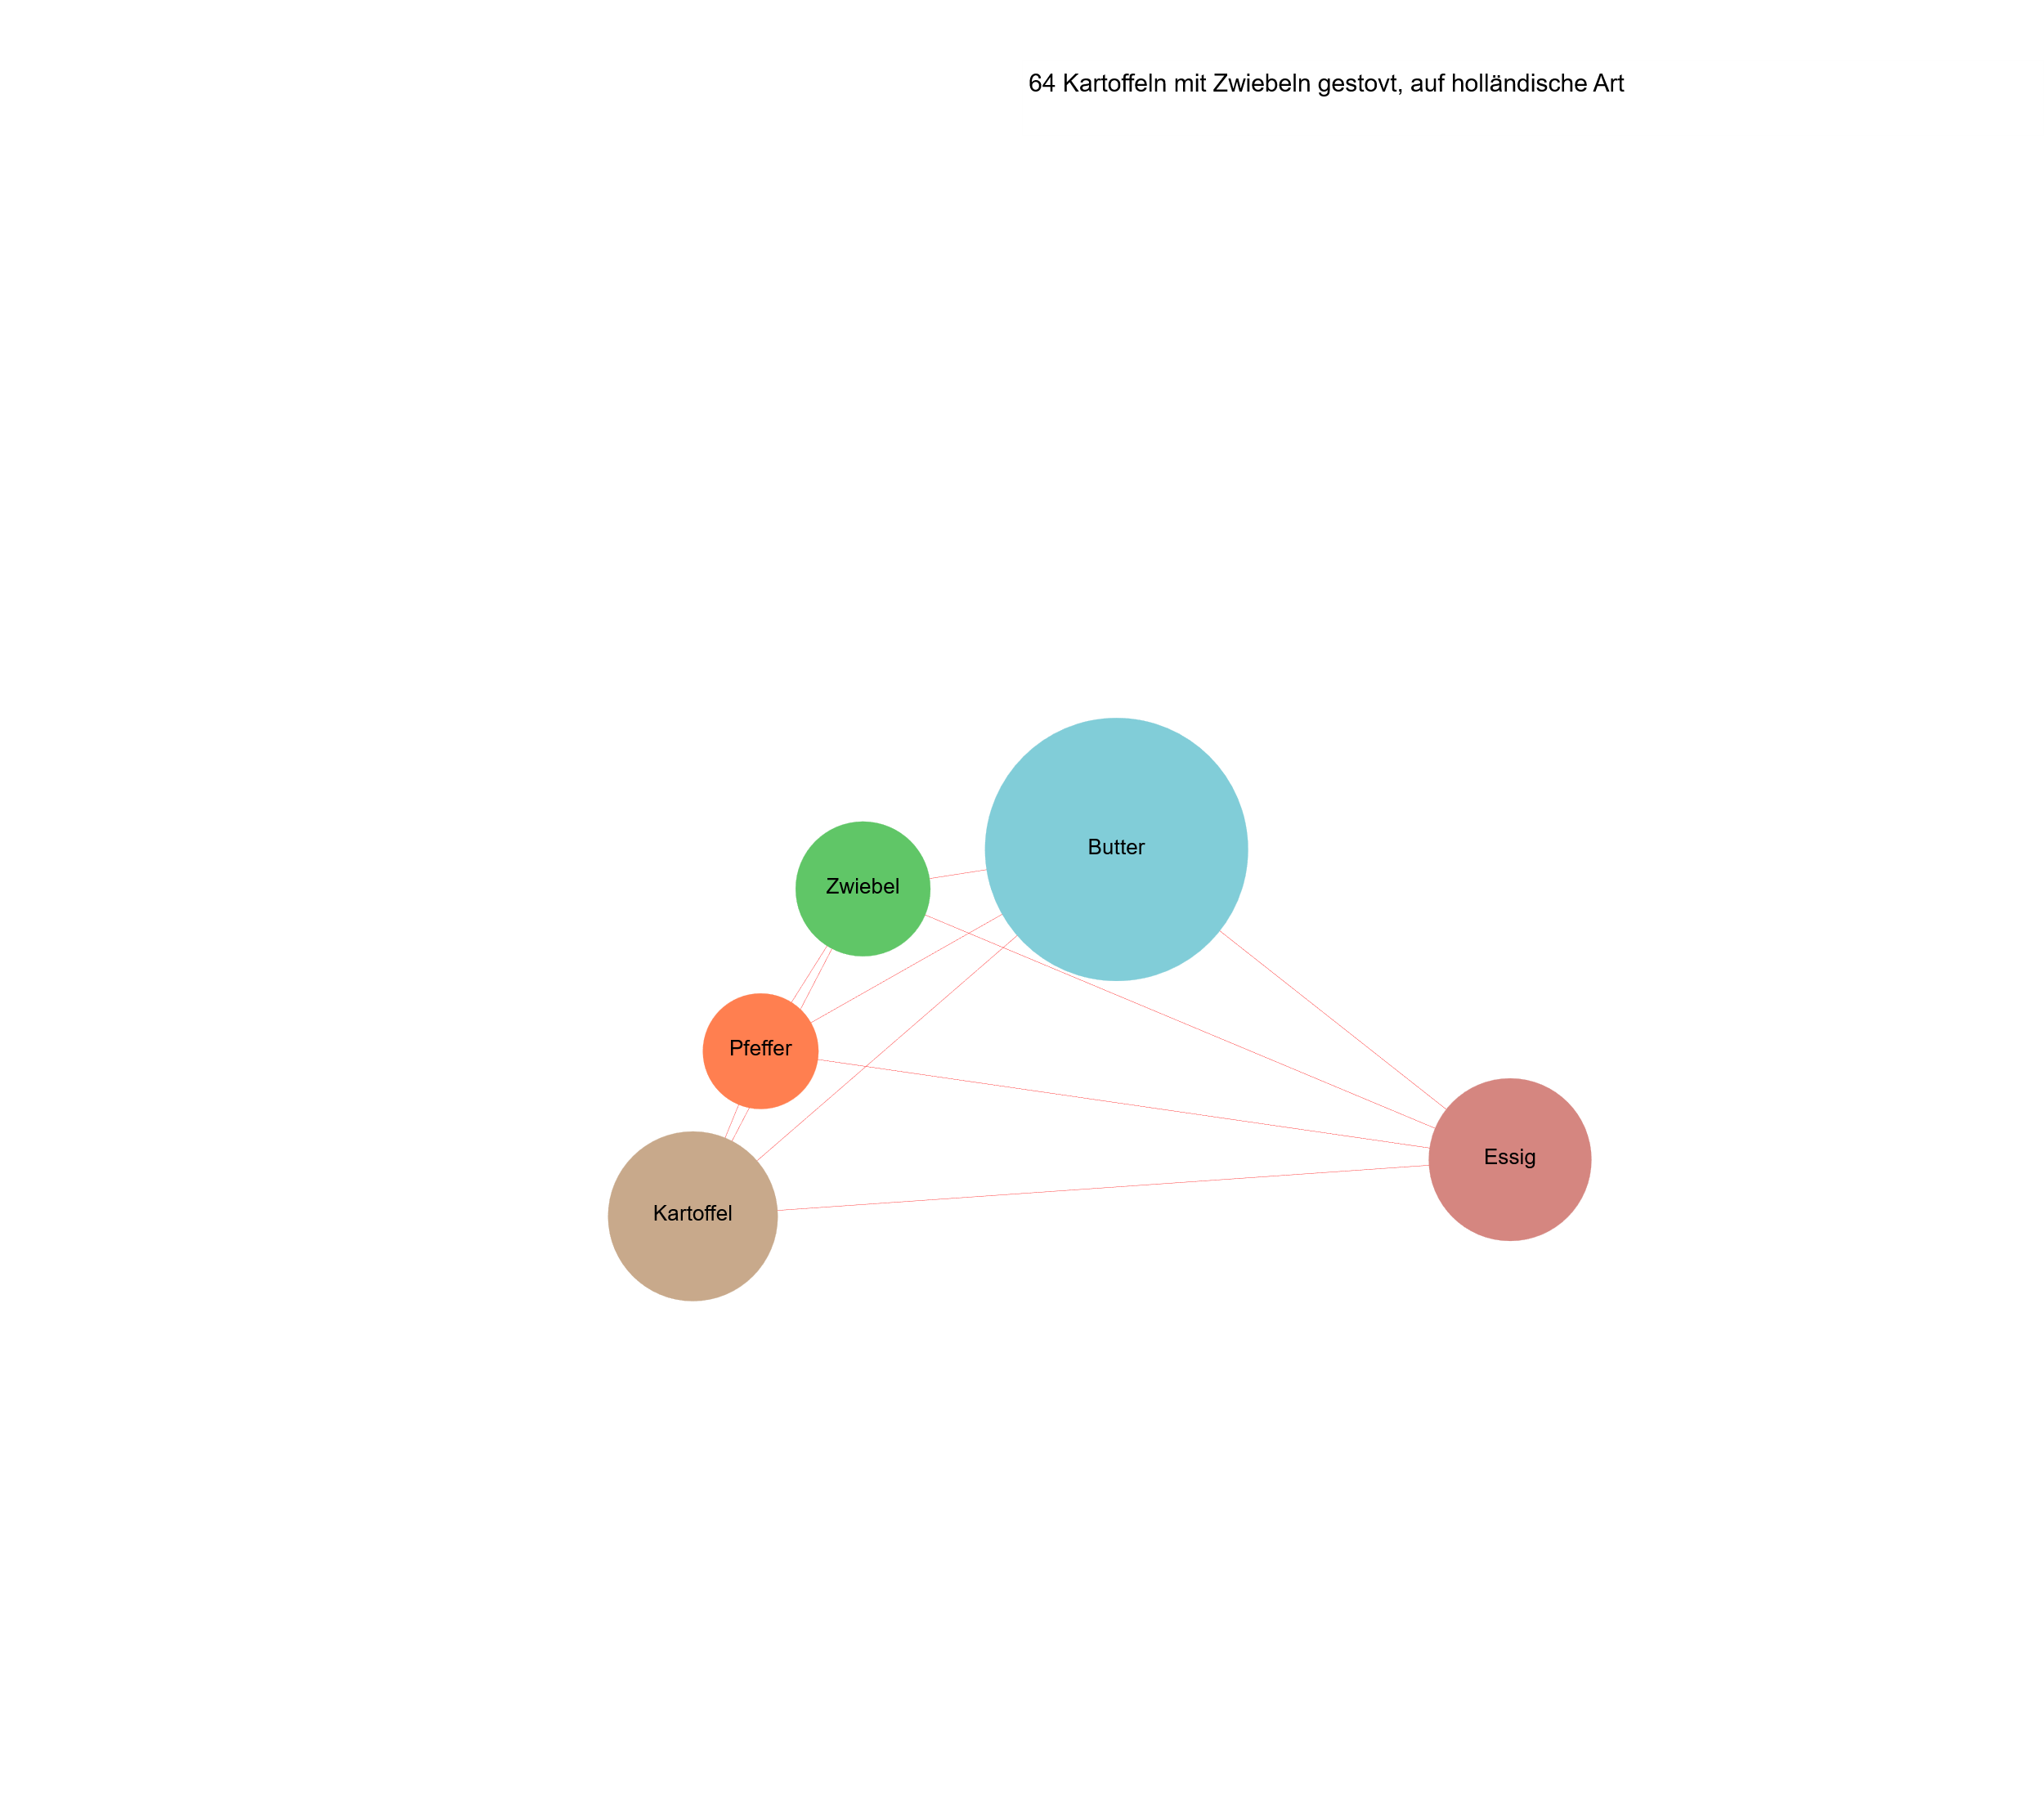 64 Kartoffeln mit Zwiebeln gestovt, auf holländische Art
Butter
Zwiebel
Pfeffer
Essig
Kartoffel